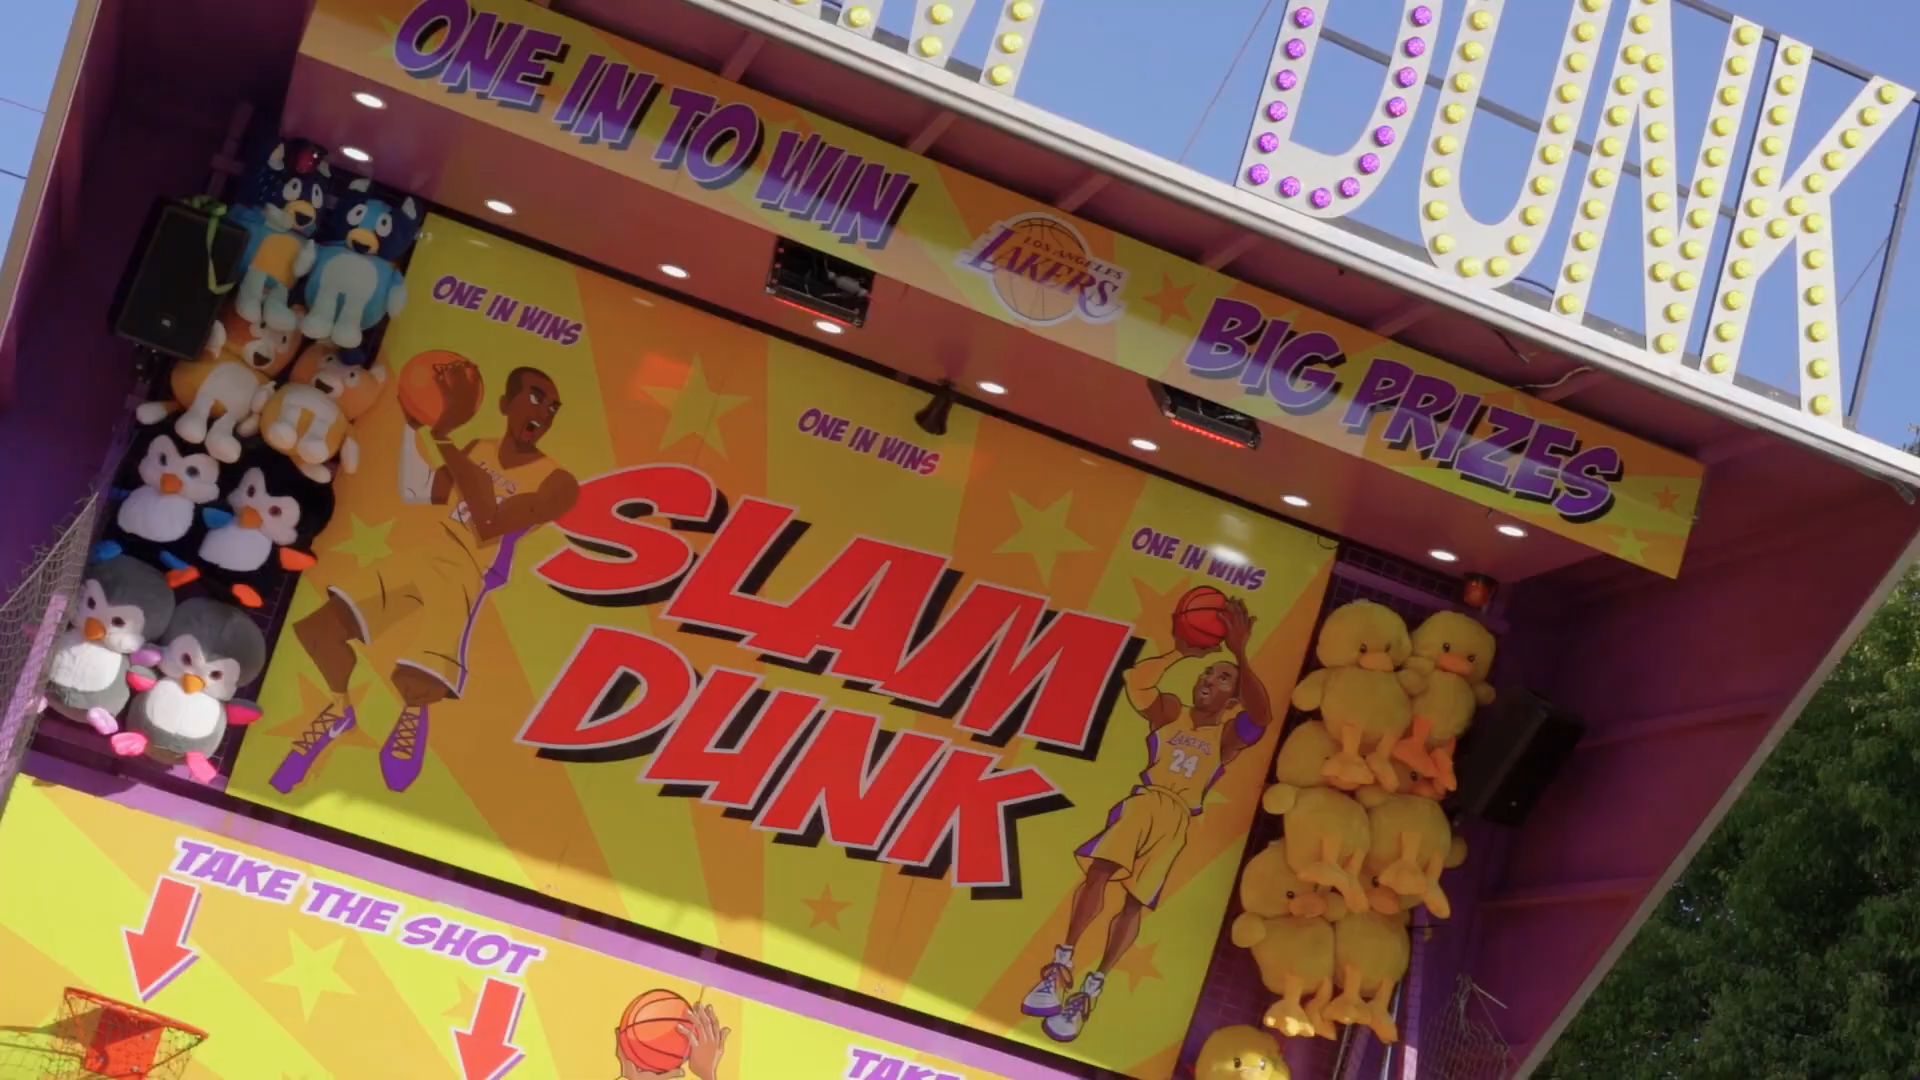 DUNK
ONE IN TO WIN
LOS ANGELES
LAKERS
BIG PRIZES
ONE IN WINS
ONE IN WINS
ONE IN WINS
SLAM
DUNK
LAKERS
24
TAKE THE SHOT